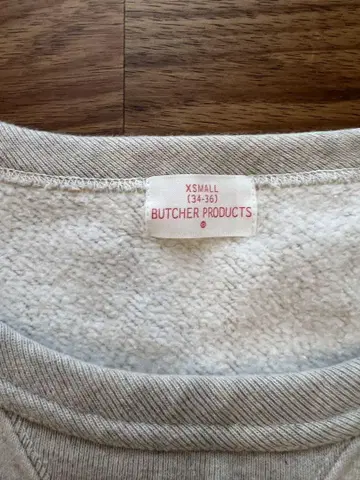 XSMALL
(34-36)
BUTCHER PRODUCTS